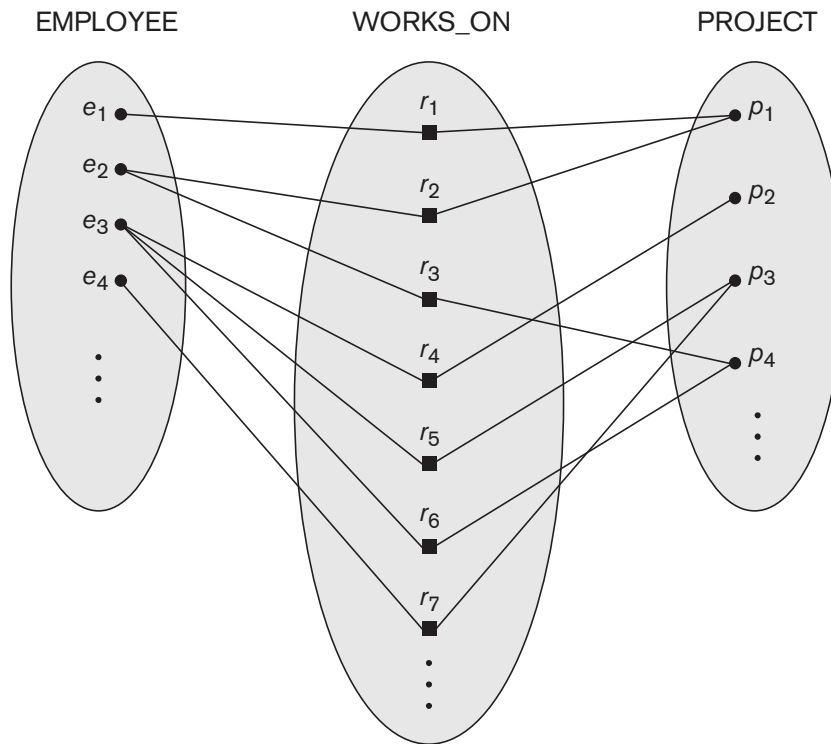 EMPLOYEE WORKS_ON PROJECT
e1 r1 p1
e2 r2 p2
e3 r3 p3
e4 r4 p4
r5
r6
r7